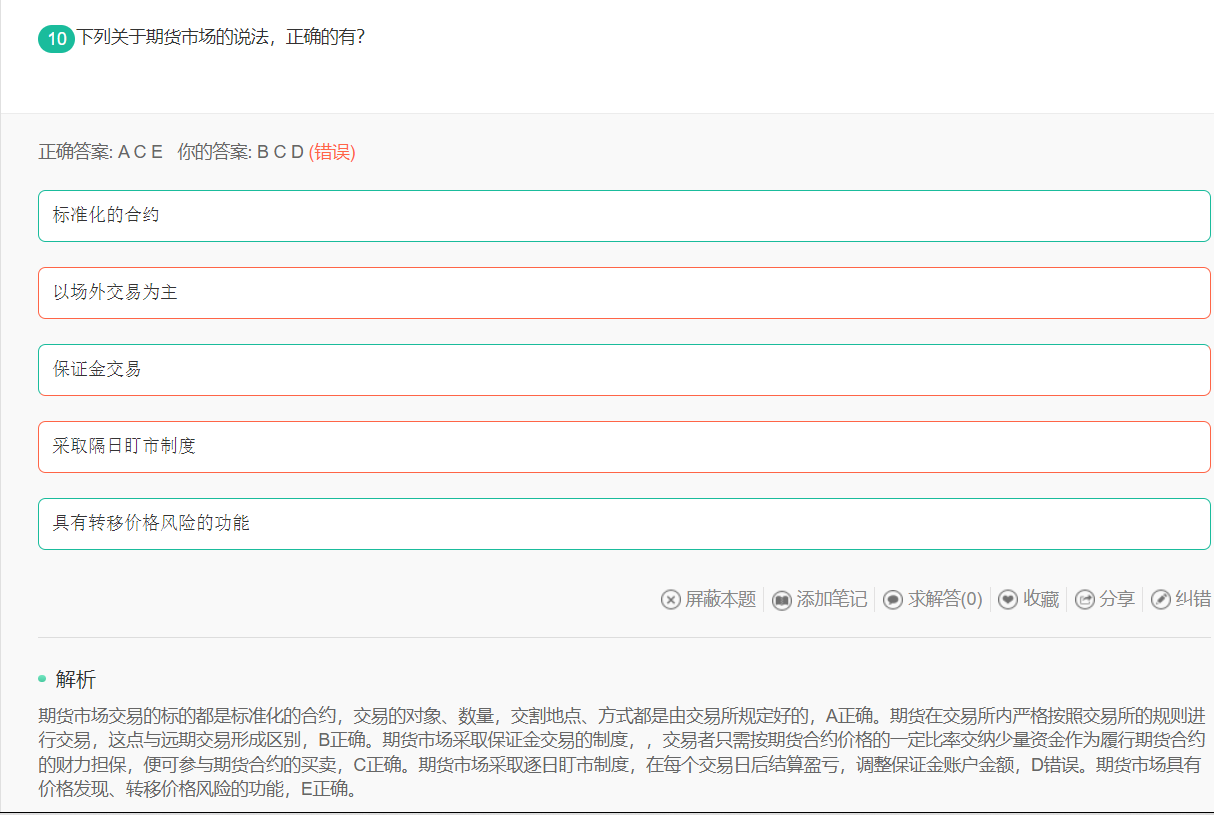 10 下列关于期货市场的说法，正确的有？
正确答案: A C E 你的答案: B C D (错误)
标准化的合约
以场外交易为主
保证金交易
采取隔日盯市制度
具有转移价格风险的功能
屏蔽本题 添加笔记 求解答(0) 收藏 分享 纠错
解析
期货市场交易的标的都是标准化的合约，交易的对象、数量，交割地点、方式都是由交易所规定好的，A正确。期货在交易所内严格按照交易所的规则进
行交易，这点与远期交易形成区别，B正确。期货市场采取保证金交易的制度，，交易者只需按期货合约价格的一定比率交纳少量资金作为履行期货合约
的财力担保，便可参与期货合约的买卖，C正确。期货市场采取逐日盯市制度，在每个交易日后结算盈亏，调整保证金账户金额，D错误。期货市场具有
价格发现、转移价格风险的功能，E正确。